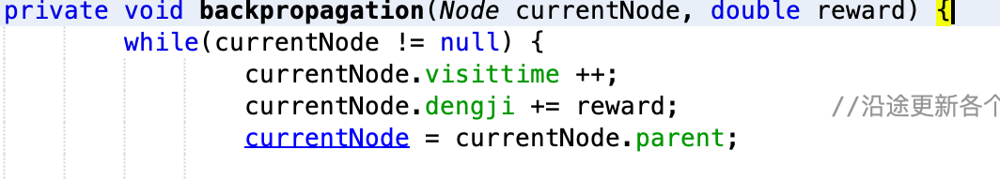 private void backpropagation(Node currentNode, double reward) {
while(currentNode != null) {
currentNode.visittime ++;
currentNode.dengji += reward; //沿途更新各个
currentNode = currentNode.parent;